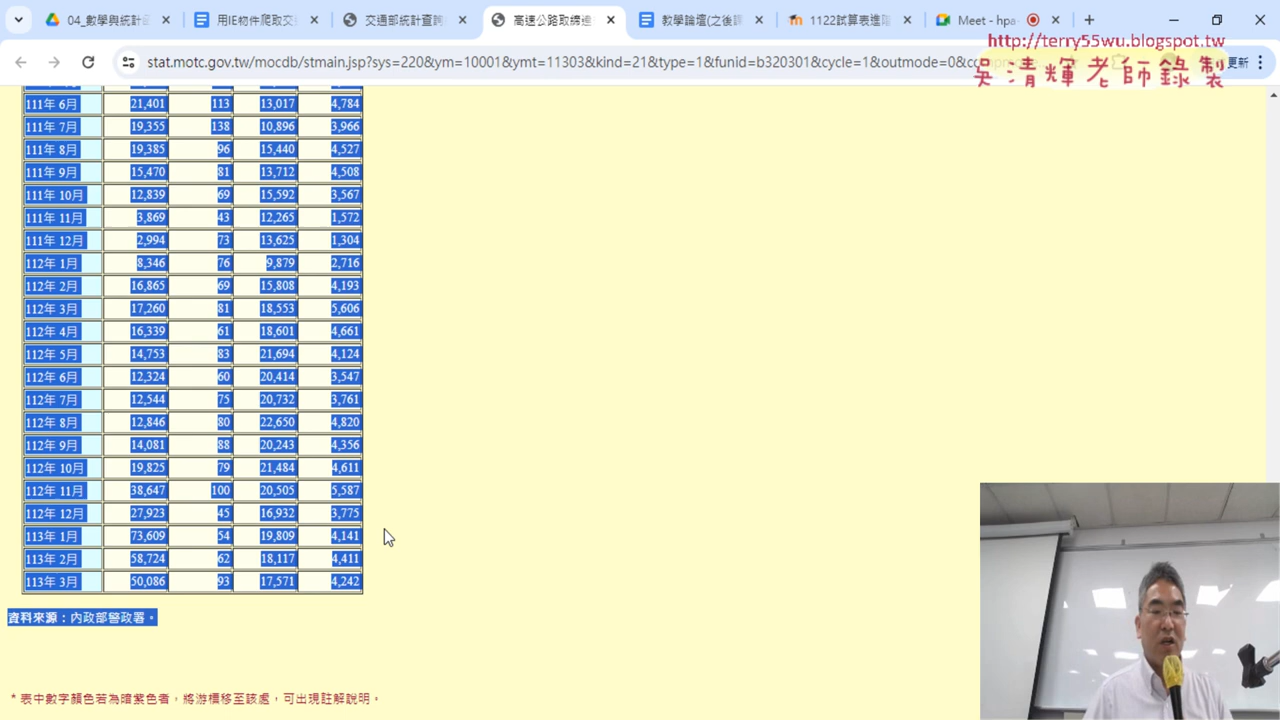 04_數學與統計函
用IE物件爬取交
交通部統計查詢
高速公路取締違
教學論壇(之後課
1122試算表進階
Meet - hpa-
http://terry55wu.blogspot.tw
stat.motc.gov.tw/mocdb/stmain.jsp?sys=220&ym=10001&ymt=11303&kind=21&type=1&funid=b320301&cycle=1&outmode=0&com
更新
吳清輝老師錄製
111年 6月 21,401 113 13,017 4,784
111年 7月 19,355 138 10,896 3,966
111年 8月 19,385 96 15,440 4,527
111年 9月 15,470 81 13,712 4,508
111年 10月 12,839 69 15,592 3,567
111年 11月 3,869 43 12,265 1,572
111年 12月 2,994 73 13,625 1,304
112年 1月 8,346 76 9,879 2,716
112年 2月 16,865 69 15,808 4,193
112年 3月 17,260 81 18,553 5,606
112年 4月 16,339 61 18,601 4,661
112年 5月 14,753 83 21,694 4,124
112年 6月 12,324 60 20,414 3,547
112年 7月 12,544 75 20,732 3,761
112年 8月 12,846 80 22,650 4,820
112年 9月 14,081 88 20,243 4,356
112年 10月 19,825 79 21,484 4,611
112年 11月 38,647 100 20,505 5,587
112年 12月 27,923 45 16,932 3,775
113年 1月 73,609 54 19,809 4,141
113年 2月 58,724 62 18,117 4,411
113年 3月 50,086 93 17,571 4,242
資料來源：內政部警政署。
* 表中數字顏色若為暗紫色者，將游標移至該處，可出現註解說明。